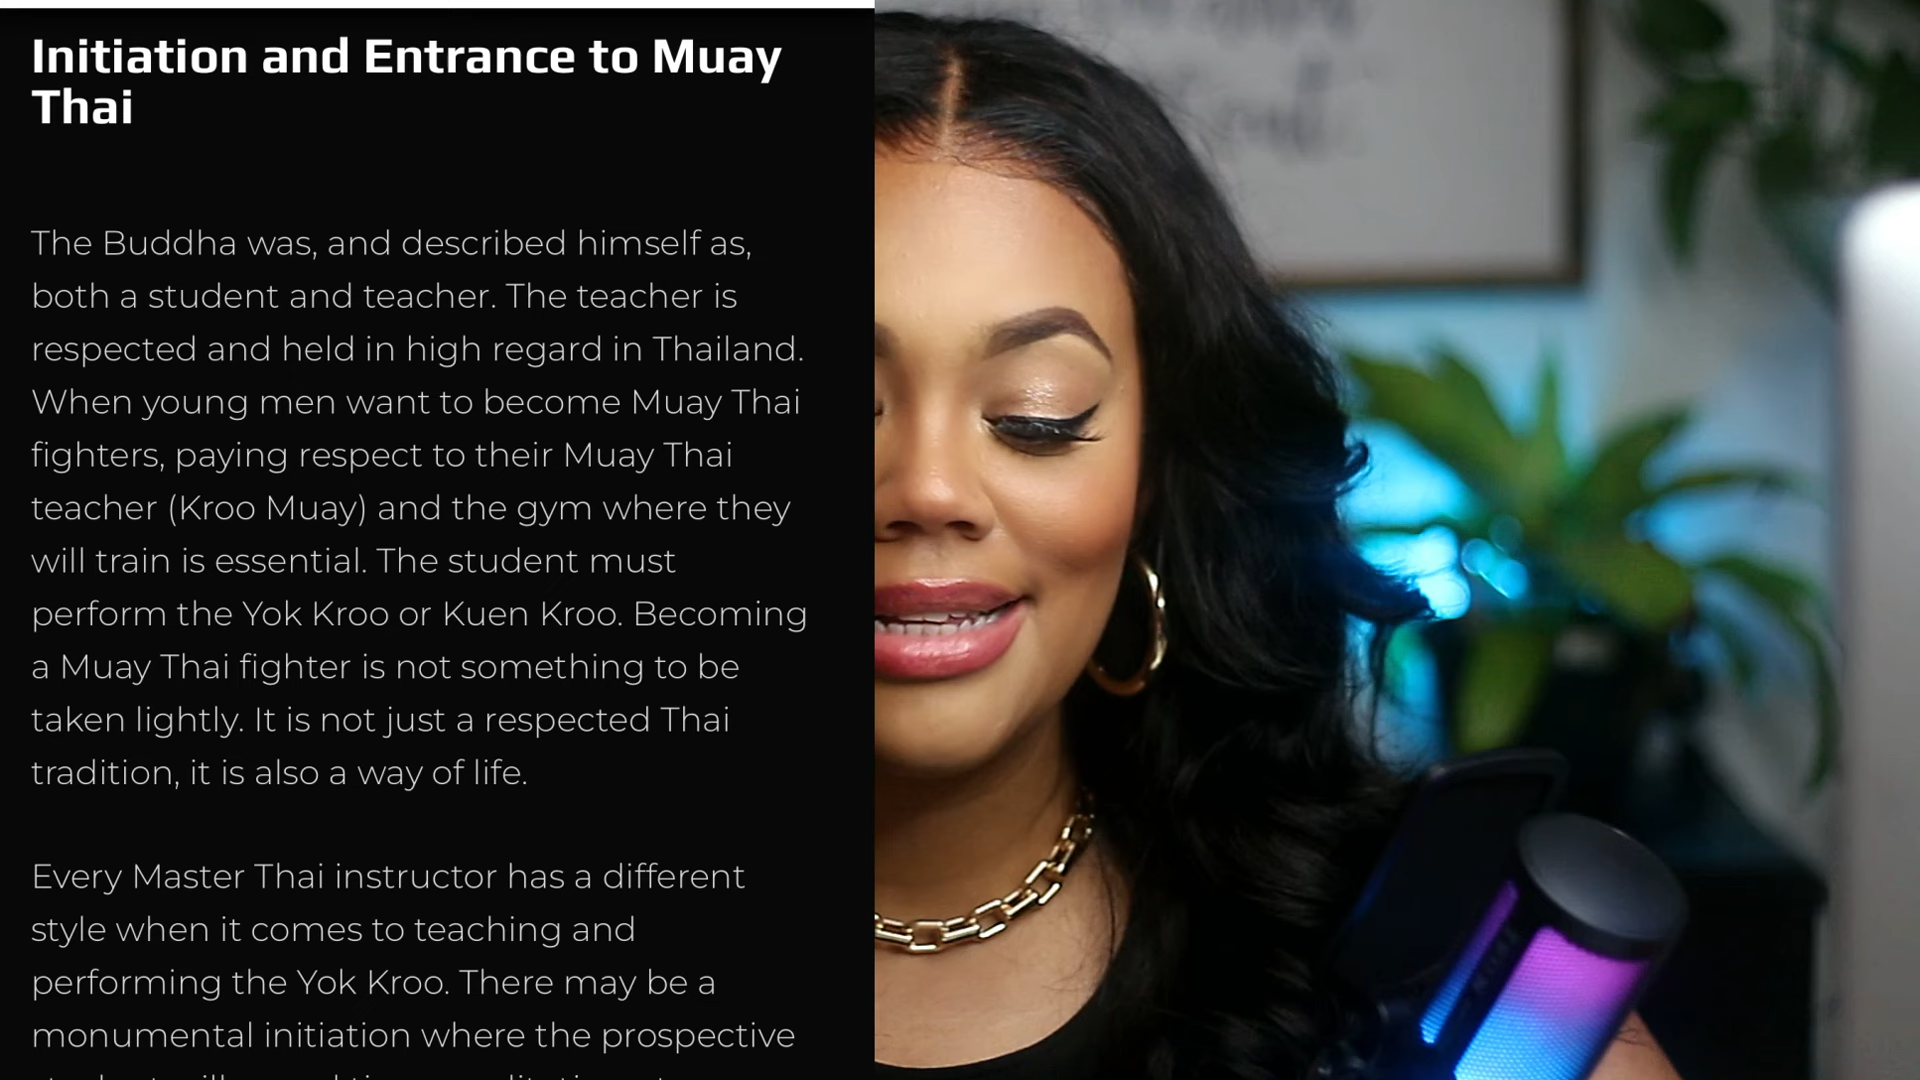 Initiation and Entrance to Muay
Thai
The Buddha was, and described himself as,
both a student and teacher. The teacher is
respected and held in high regard in Thailand.
When young men want to become Muay Thai
fighters, paying respect to their Muay Thai
teacher (Kroo Muay) and the gym where they
will train is essential. The student must
perform the Yok Kroo or Kuen Kroo. Becoming
a Muay Thai fighter is not something to be
taken lightly. It is not just a respected Thai
tradition, it is also a way of life.
Every Master Thai instructor has a different
style when it comes to teaching and
performing the Yok Kroo. There may be a
monumental initiation where the prospective